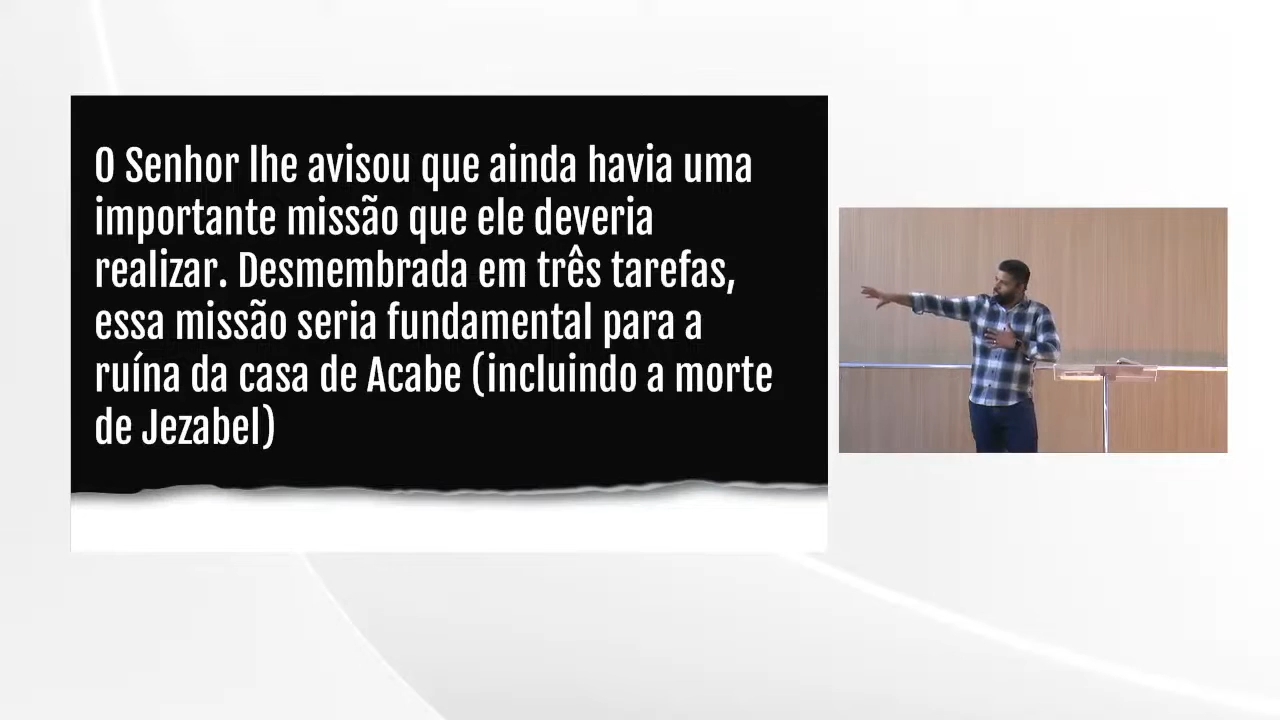 O Senhor lhe avisou que ainda havia uma
importante missão que ele deveria
realizar. Desmembrada em três tarefas,
essa missão seria fundamental para a
ruína da casa de Acabe (incluindo a morte
de Jezabel)